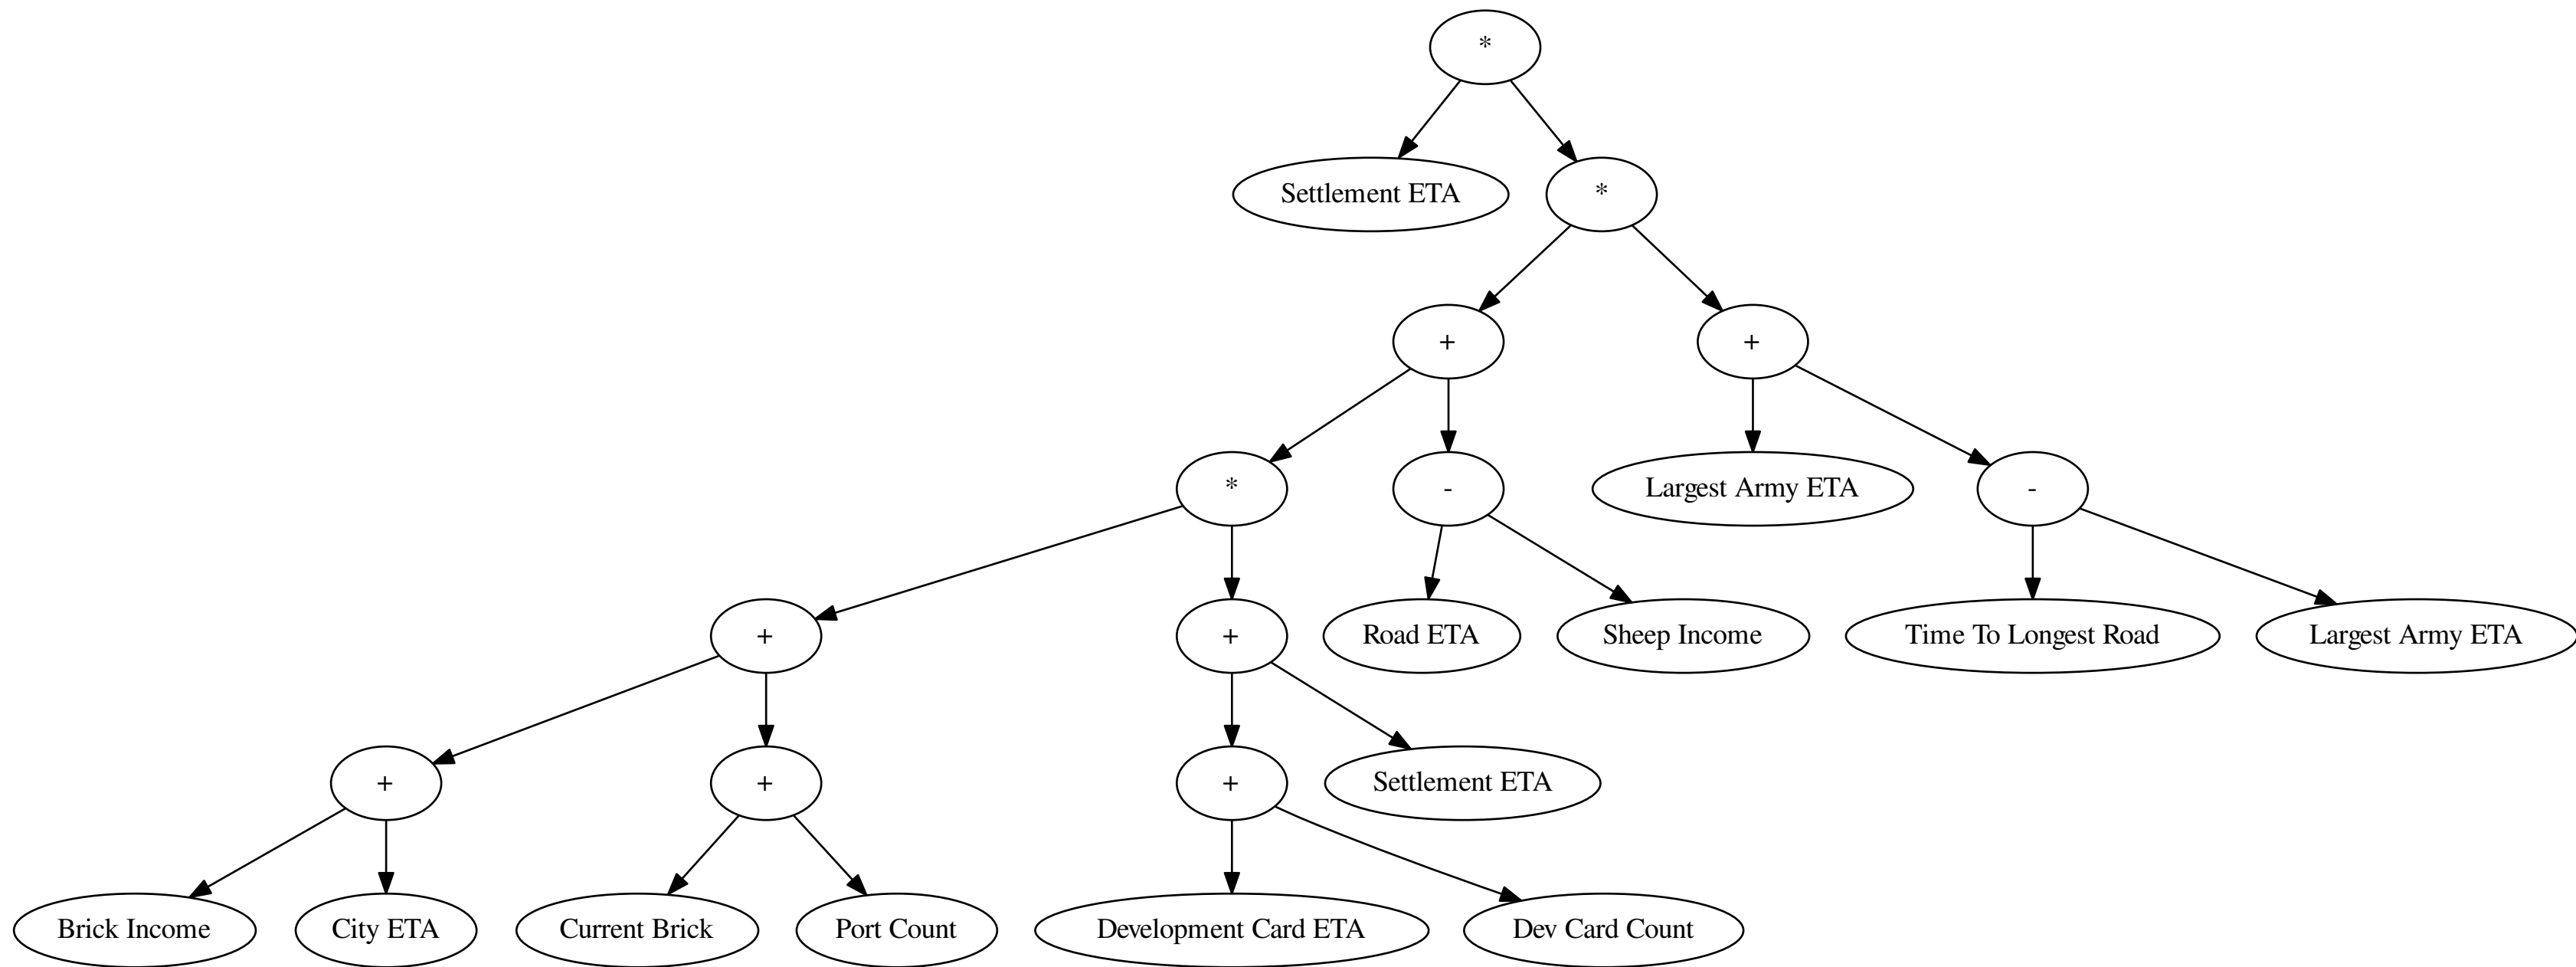 *
Settlement ETA
*
+
+
*
-
Largest Army ETA
-
+
+
Road ETA
Sheep Income
Time To Longest Road
Largest Army ETA
+
+
+
Settlement ETA
Brick Income
City ETA
Current Brick
Port Count
Development Card ETA
Dev Card Count